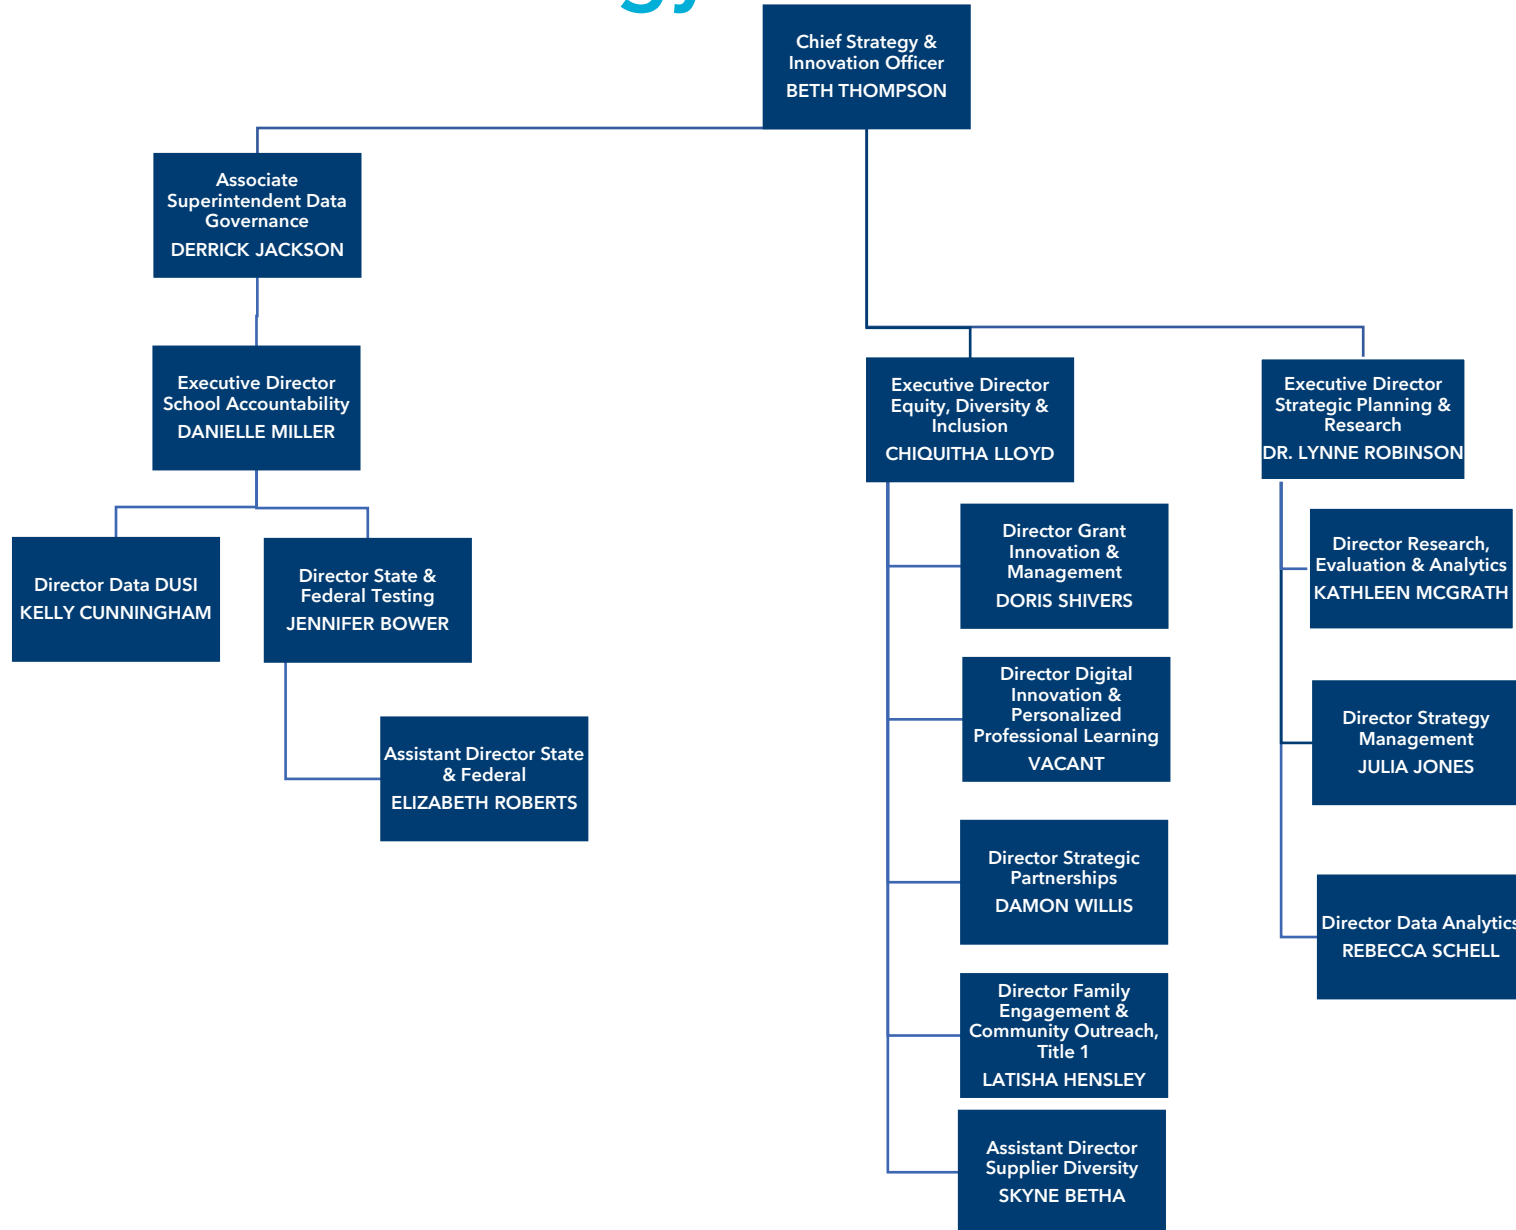 gy
Chief Strategy &
Innovation Officer
BETH THOMPSON
Associate
Superintendent Data
Governance
DERRICK JACKSON
Executive Director
School Accountability
DANIELLE MILLER
Director Data DUSI
KELLY CUNNINGHAM
Director State &
Federal Testing
JENNIFER BOWER
Assistant Director State
& Federal
ELIZABETH ROBERTS
Executive Director
Equity, Diversity &
Inclusion
CHIQUITHA LLOYD
Director Grant
Innovation &
Management
DORIS SHIVERS
Director Digital
Innovation &
Personalized
Professional Learning
VACANT
Director Strategic
Partnerships
DAMON WILLIS
Director Family
Engagement &
Community Outreach,
Title 1
LATISHA HENSLEY
Assistant Director
Supplier Diversity
SKYNE BETHA
Executive Director
Strategic Planning &
Research
DR. LYNNE ROBINSON
Director Research,
Evaluation & Analytics
KATHLEEN MCGRATH
Director Strategy
Management
JULIA JONES
Director Data Analytics
REBECCA SCHELL